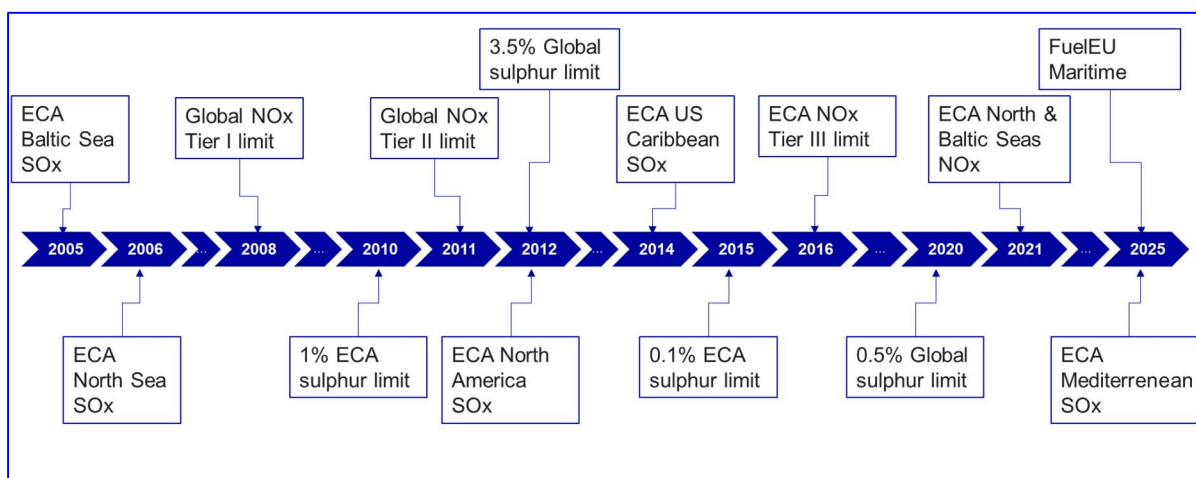 3.5% Global
sulphur limit
FuelEU
Maritime
ECA
Baltic Sea
SOx
Global NOx
Tier I limit
Global NOx
Tier II limit
ECA US
Caribbean
SOx
ECA NOx
Tier III limit
ECA North &
Baltic Seas
NOx
2005
2006
...
2008
...
2010
2011
2012
...
2014
2015
2016
...
2020
2021
...
2025
ECA
North Sea
SOx
1% ECA
sulphur limit
ECA North
America
SOx
0.1% ECA
sulphur limit
0.5% Global
sulphur limit
ECA
Mediterrenean
SOx